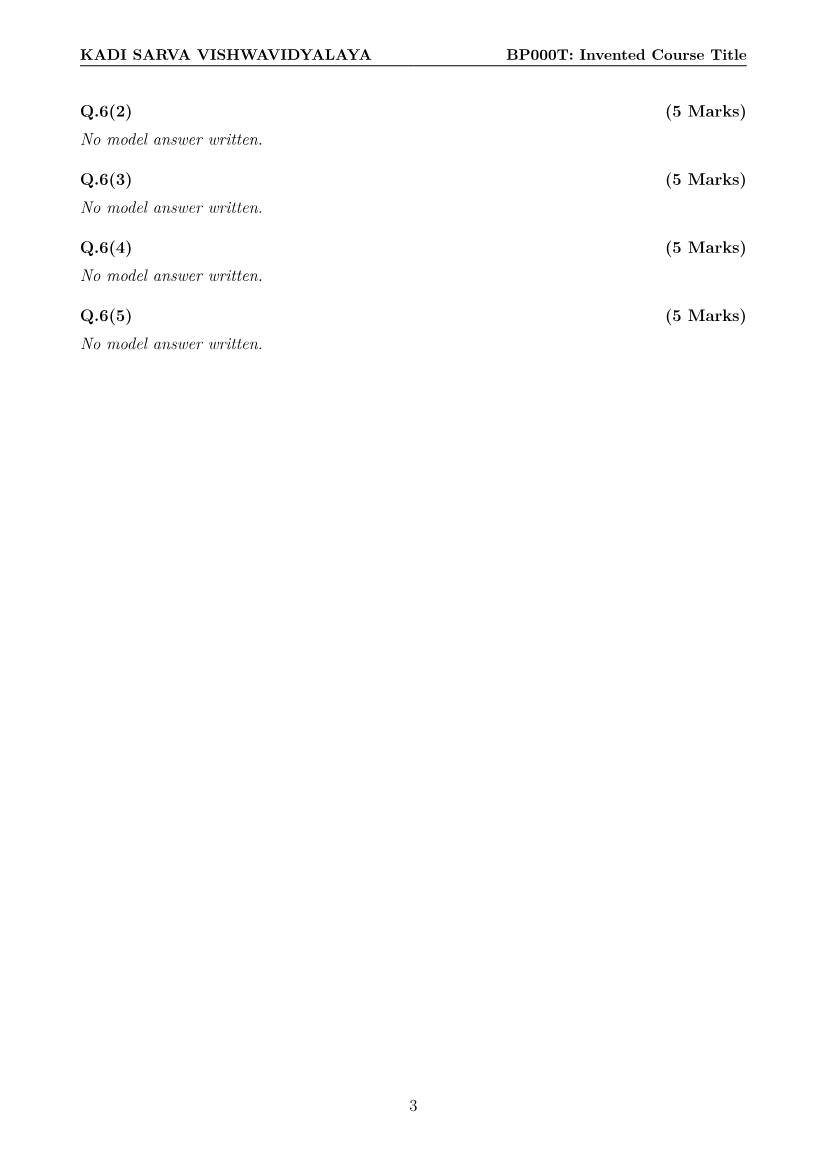 KADI SARVA VISHWAVIDYALAYA BP000T: Invented Course Title
Q.6(2) (5 Marks)
No model answer written.
Q.6(3) (5 Marks)
No model answer written.
Q.6(4) (5 Marks)
No model answer written.
Q.6(5) (5 Marks)
No model answer written.
3